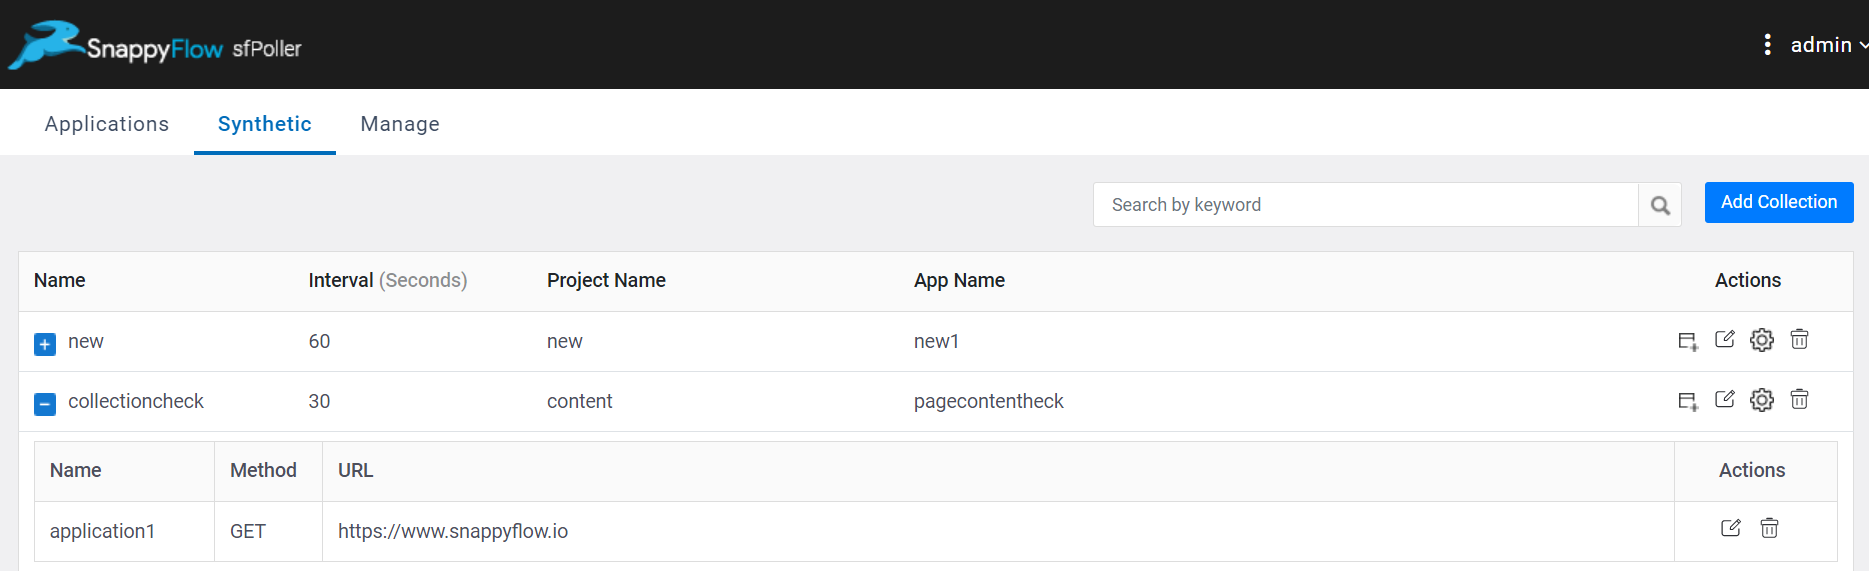 SnappyFlow sfPoller
admin
Applications Synthetic Manage
Search by keyword Add Collection
Name Interval (Seconds) Project Name App Name Actions
new 60 new new1
collectioncheck 30 content pagecontentheck
Name Method URL Actions
application1 GET https://www.snappyflow.io